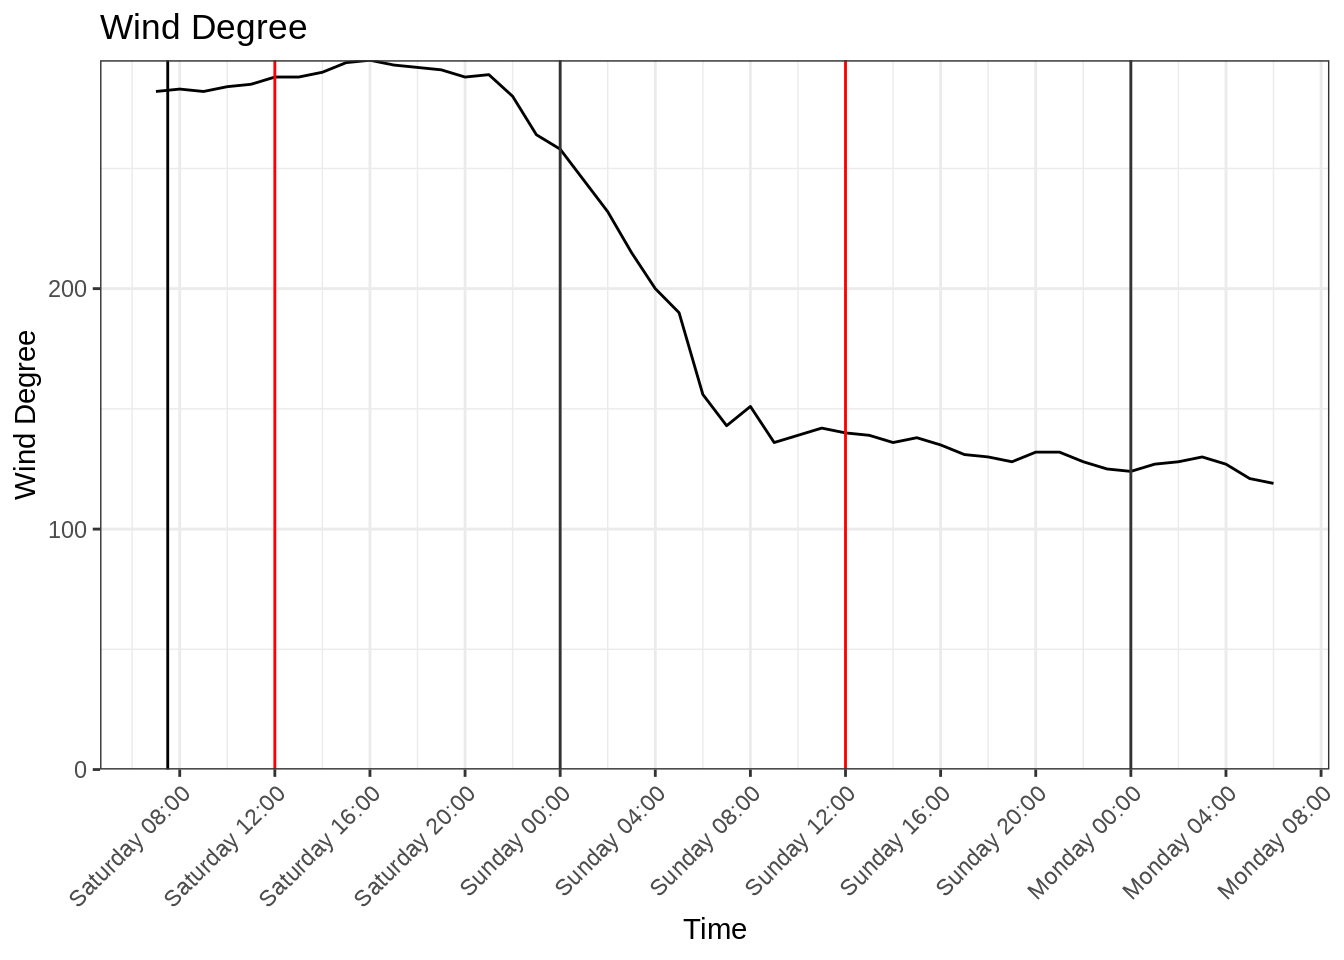 Wind Degree
Wind Degree
200
100
0
Saturday 08:00
Saturday 12:00
Saturday 16:00
Saturday 20:00
Sunday 00:00
Sunday 04:00
Sunday 08:00
Sunday 12:00
Sunday 16:00
Sunday 20:00
Monday 00:00
Monday 04:00
Monday 08:00
Time